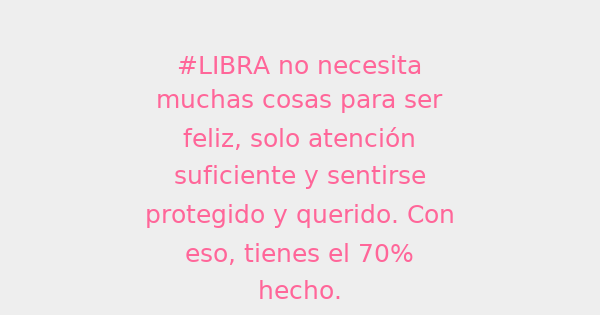 #LIBRA no necesita
muchas cosas para ser
feliz, solo atención
suficiente y sentirse
protegido y querido. Con
eso, tienes el 70%
hecho.